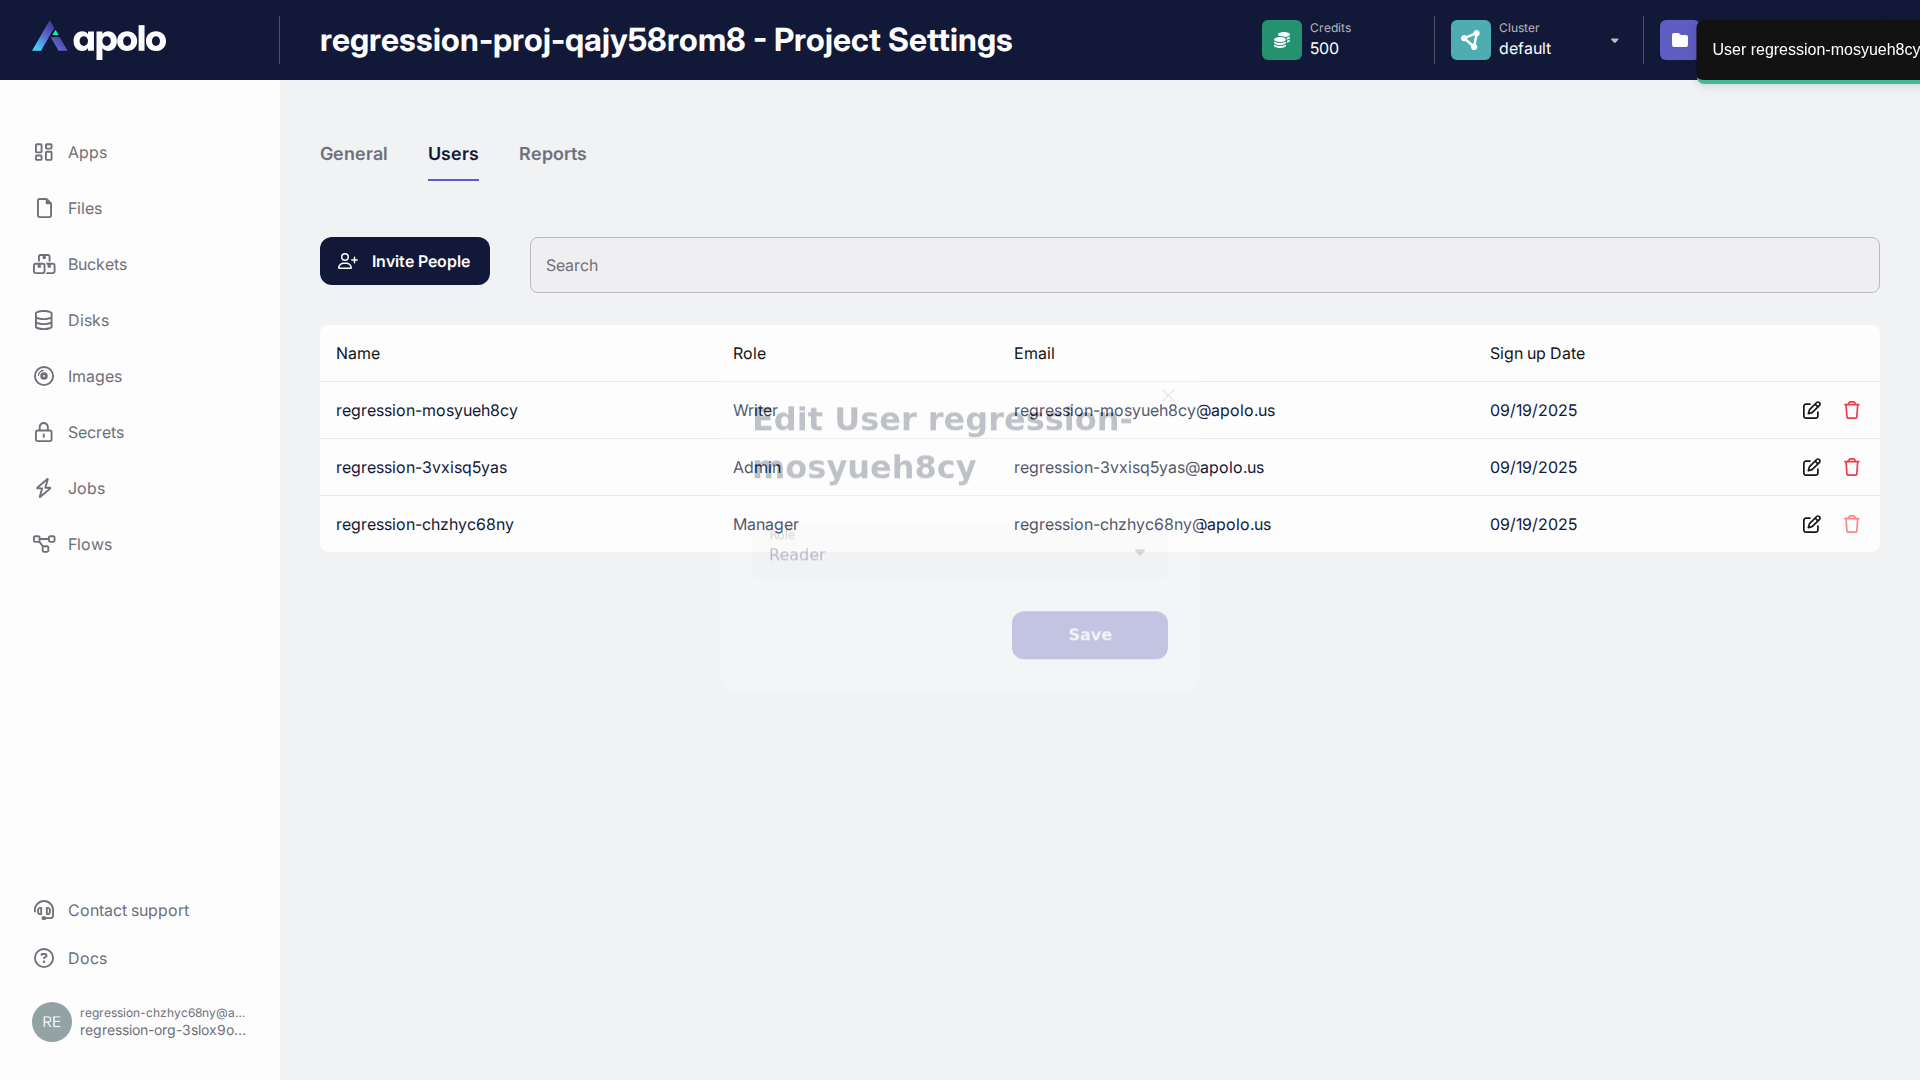 apolo
regression-proj-qajy58rom8 - Project Settings
Credits
500
Cluster
default
User regression-mosyueh8cy
Apps
Files
Buckets
Disks
Images
Secrets
Jobs
Flows
General
Users
Reports
Invite People
Search
Name
Role
Email
Sign up Date
regression-mosyueh8cy
Writer
regression-mosyueh8cy@apolo.us
09/19/2025
regression-3vxisq5yas
Admin
regression-3vxisq5yas@apolo.us
09/19/2025
regression-chzhyc68ny
Manager
regression-chzhyc68ny@apolo.us
09/19/2025
Edit User regression-
mosyueh8cy
Role
Reader
Save
Contact support
Docs
RE
regression-chzhyc68ny@a...
regression-org-3slox9o...